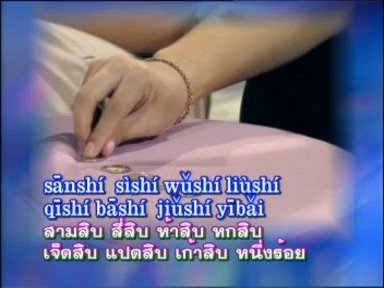 sānshí sìshí wǔshí liùshí
qīshí bāshí jiǔshí yībǎi
สามสิบ สี่สิบ ห้าสิบ หกสิบ
เจ็ดสิบ แปดสิบ เก้าสิบ หนึ่งร้อย